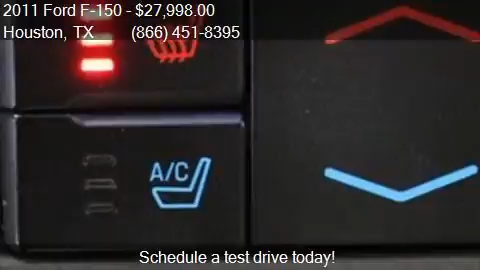 2011 Ford F-150 - $27,998.00
Houston, TX (866) 451-8395
A/C
Schedule a test drive today!